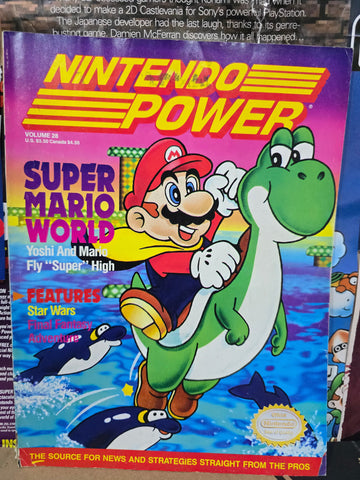 decided to make a 2D Castlevania for Sony's powerful PlayStation.
The Japanese developer had the last laugh, thanks to its genre-
busting game. Damien McFerran discovers how it all happened...
NINTENDO
POWER
VOLUME 28
U.S. $3.50 Canada $4.50
SUPER
MARIO
WORLD
Yoshi And Mario
Fly "Super" High
FEATURES
Star Wars
Final Fantasy
Adventure
Nintendo
THE SOURCE FOR NEWS AND STRATEGIES STRAIGHT FROM THE PROS